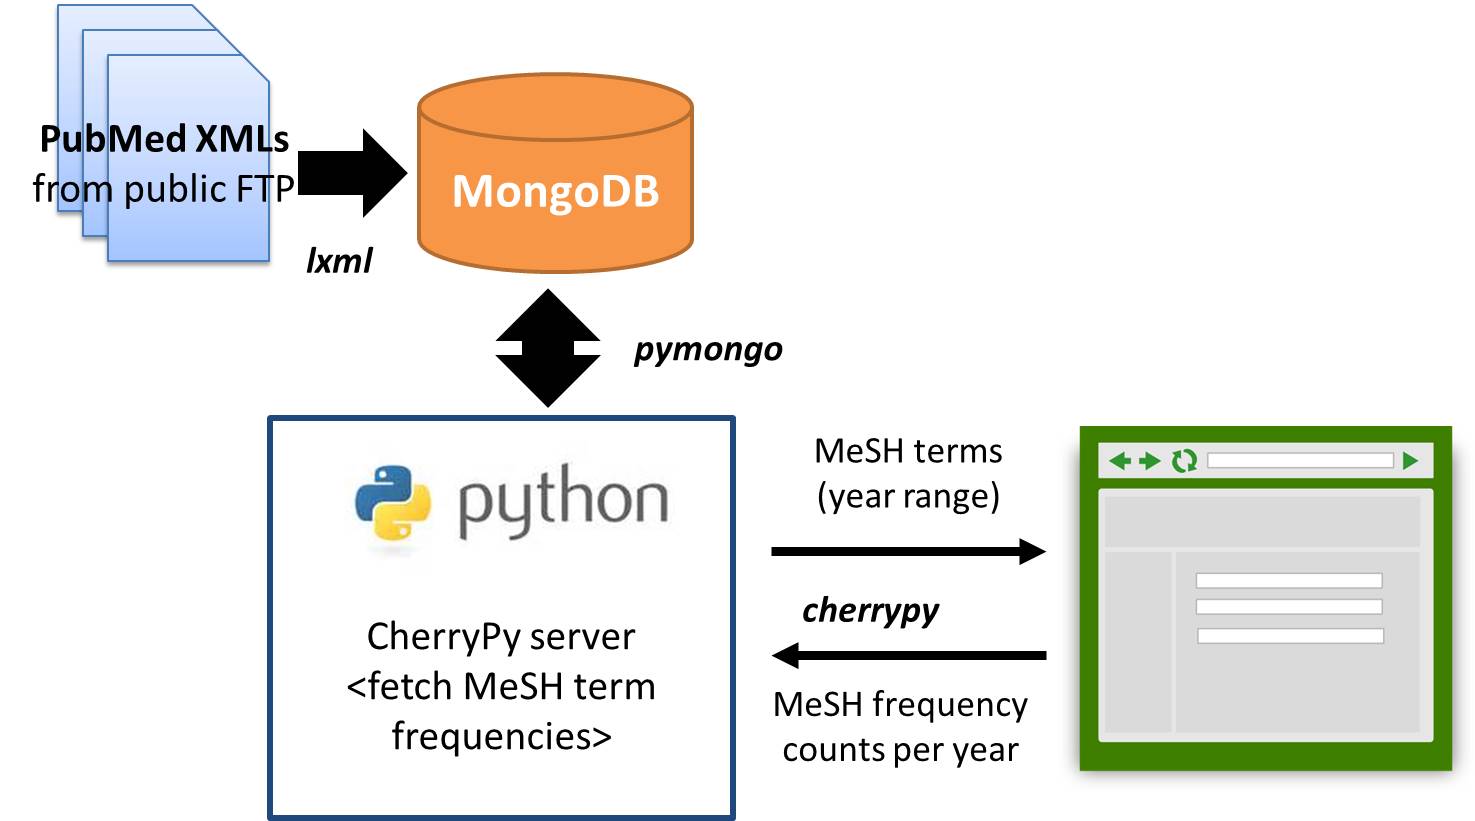 PubMed XMLs
from public FTP
lxml
MongoDB
pymongo
python
CherryPy server
<fetch MeSH term
frequencies>
MeSH terms
(year range)
cherrypy
MeSH frequency
counts per year